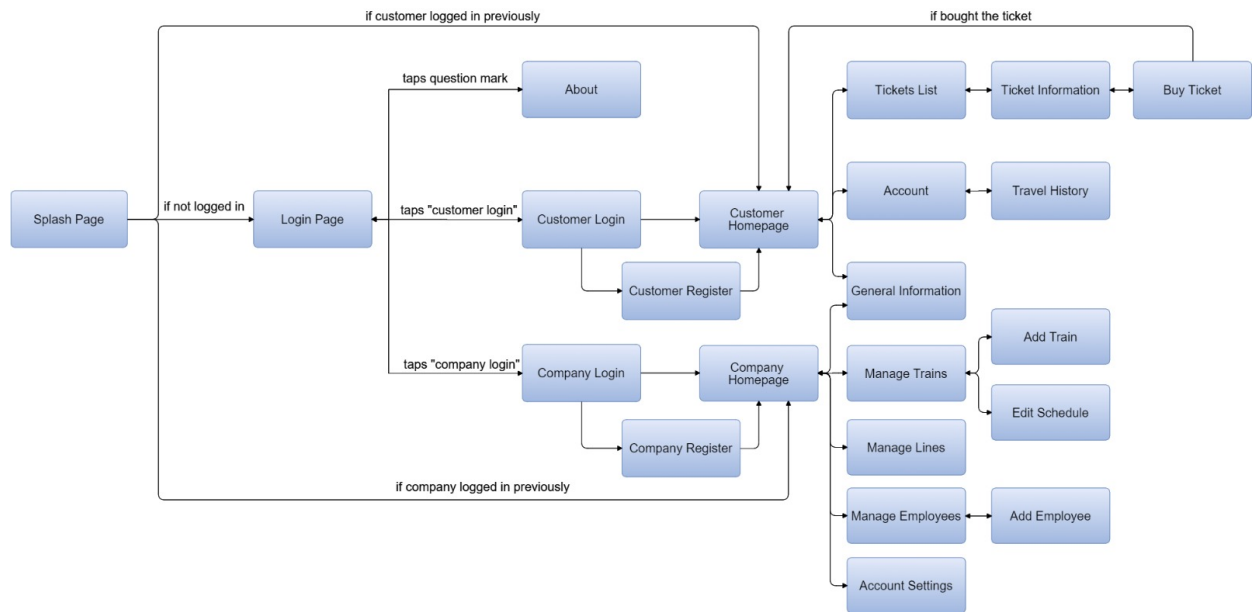 if customer logged in previously
if bought the ticket
taps question mark
About
Tickets List
Ticket Information
Buy Ticket
Splash Page
if not logged in
Login Page
taps "customer login"
Customer Login
Customer
Homepage
Account
Travel History
Customer Register
General Information
taps "company login"
Company Login
Company
Homepage
Manage Trains
Add Train
Edit Schedule
Company Register
Manage Lines
if company logged in previously
Manage Employees
Add Employee
Account Settings